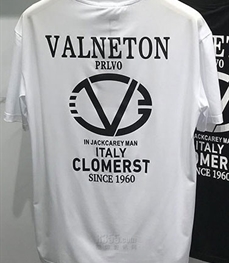 VALNETON
PRLVO
IN JACKCAREY MAN
ITALY
CLOMERST
SINCE 1960